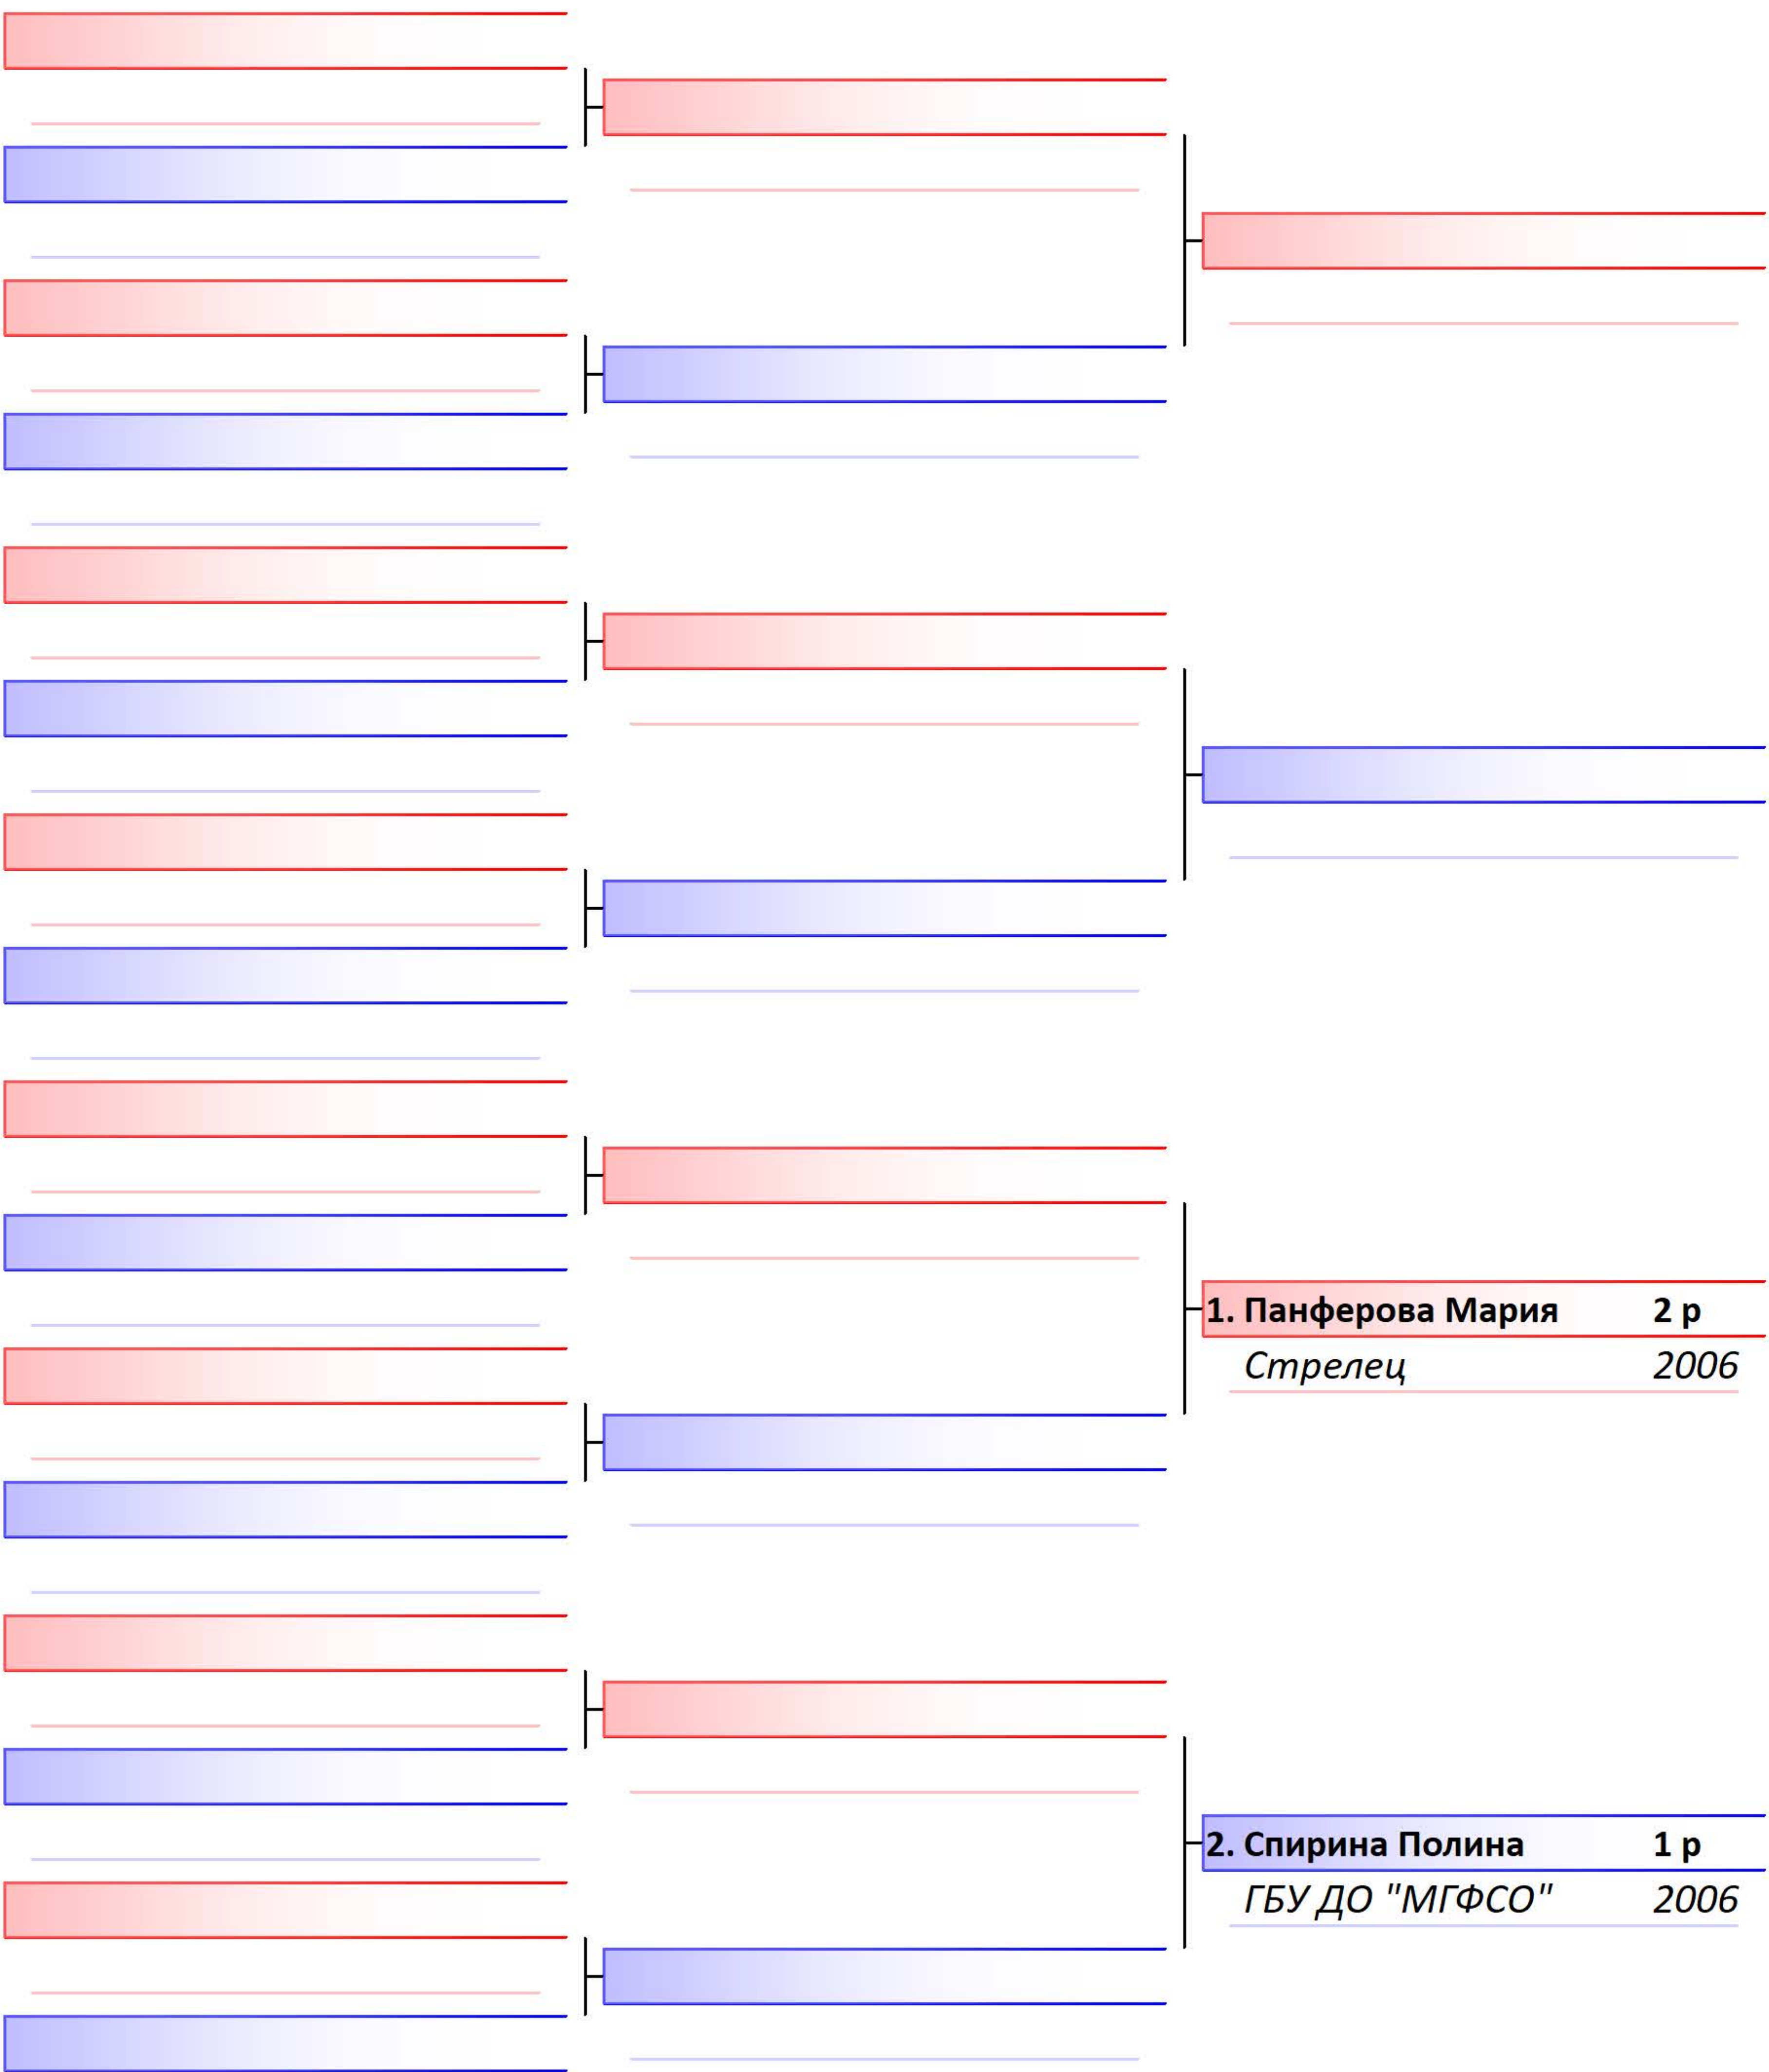 1. Панферова Мария 2 р
Стрелец 2006
2. Спирина Полина 1 р
ГБУ ДО "МГФСО" 2006